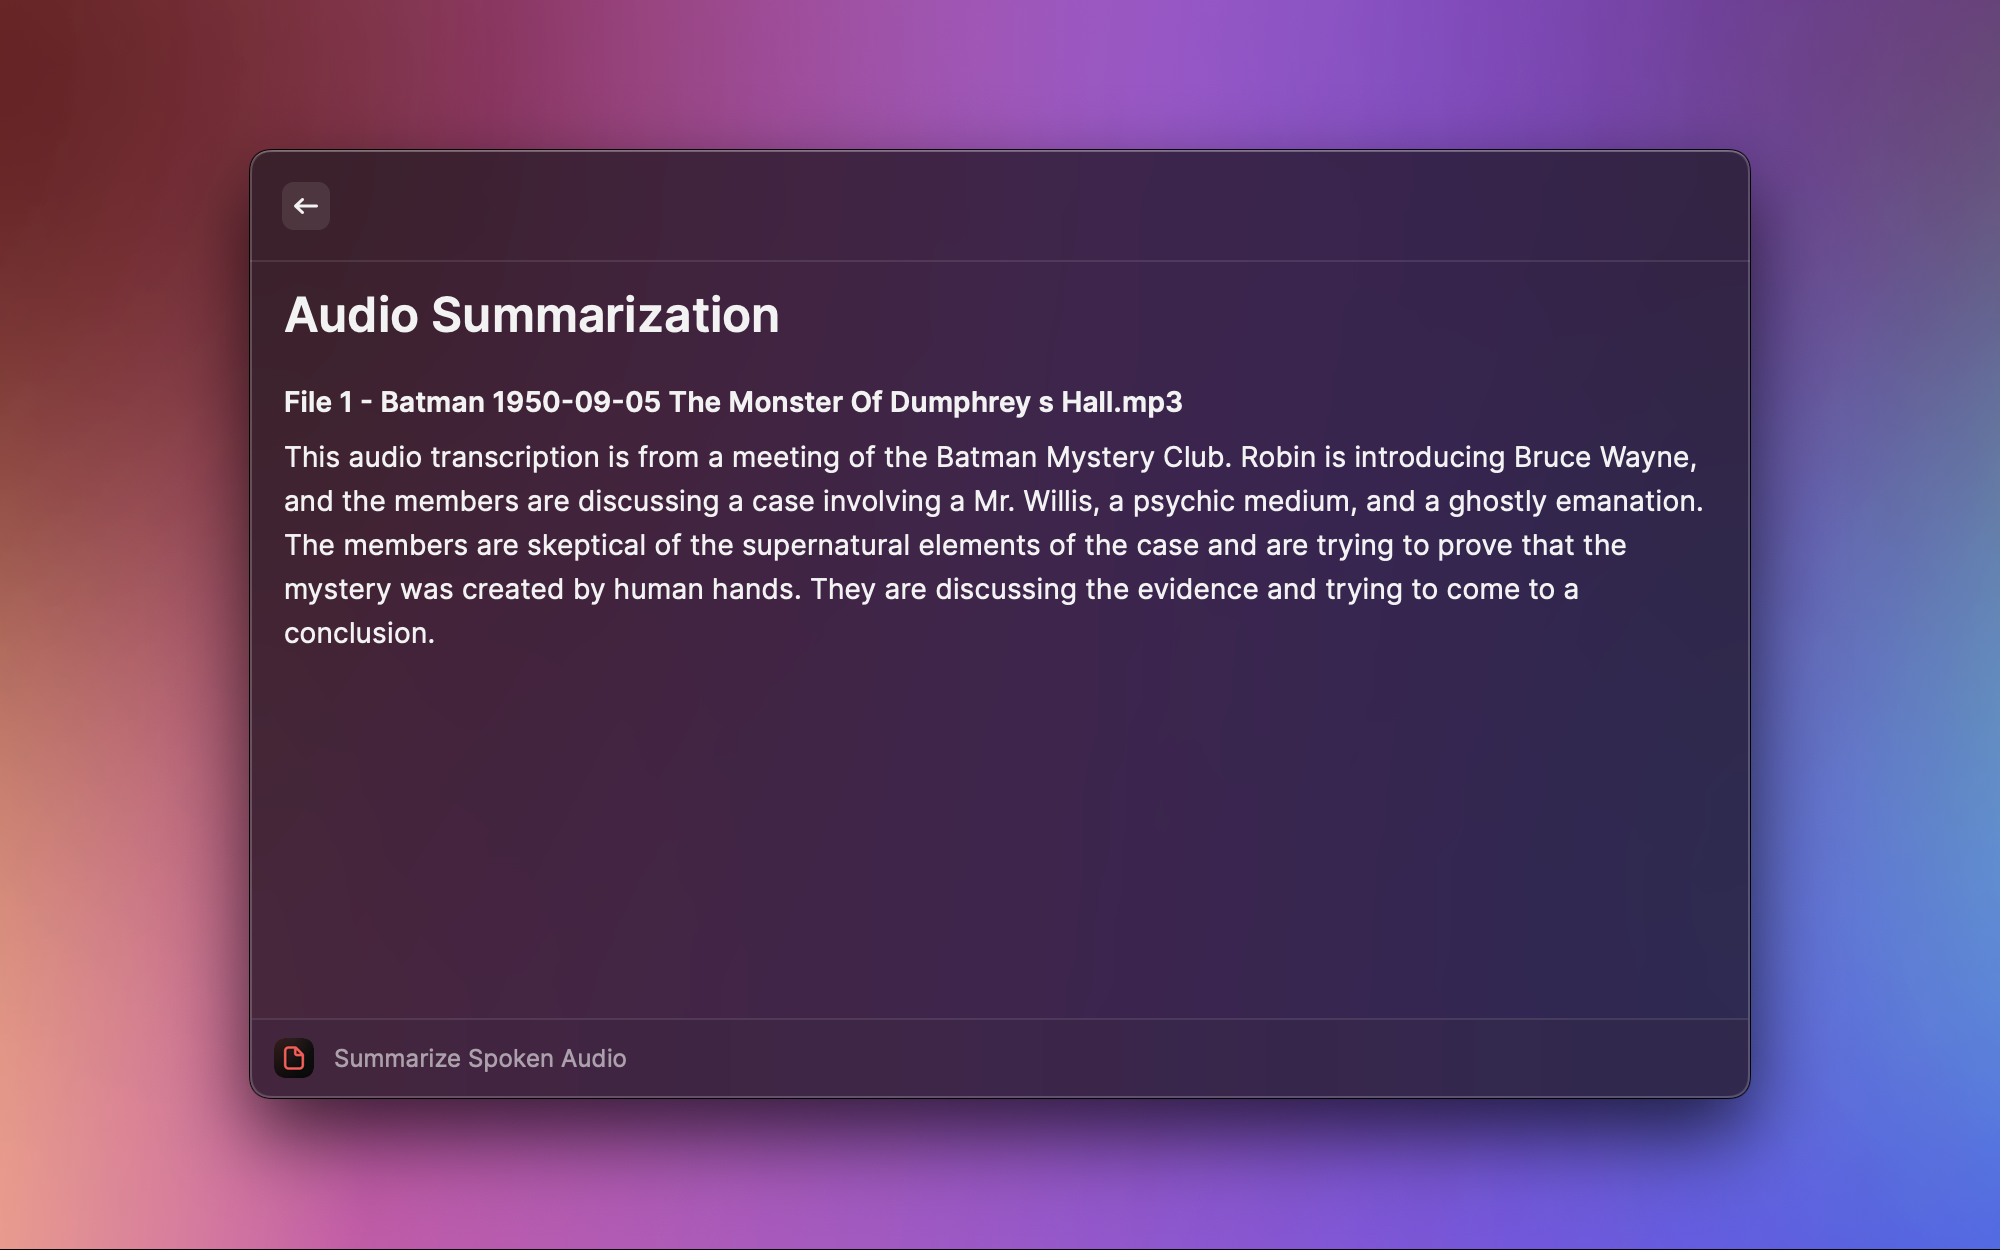 Audio Summarization
File 1 - Batman 1950-09-05 The Monster Of Dumphrey s Hall.mp3
This audio transcription is from a meeting of the Batman Mystery Club. Robin is introducing Bruce Wayne,
and the members are discussing a case involving a Mr. Willis, a psychic medium, and a ghostly emanation.
The members are skeptical of the supernatural elements of the case and are trying to prove that the
mystery was created by human hands. They are discussing the evidence and trying to come to a
conclusion.
Summarize Spoken Audio